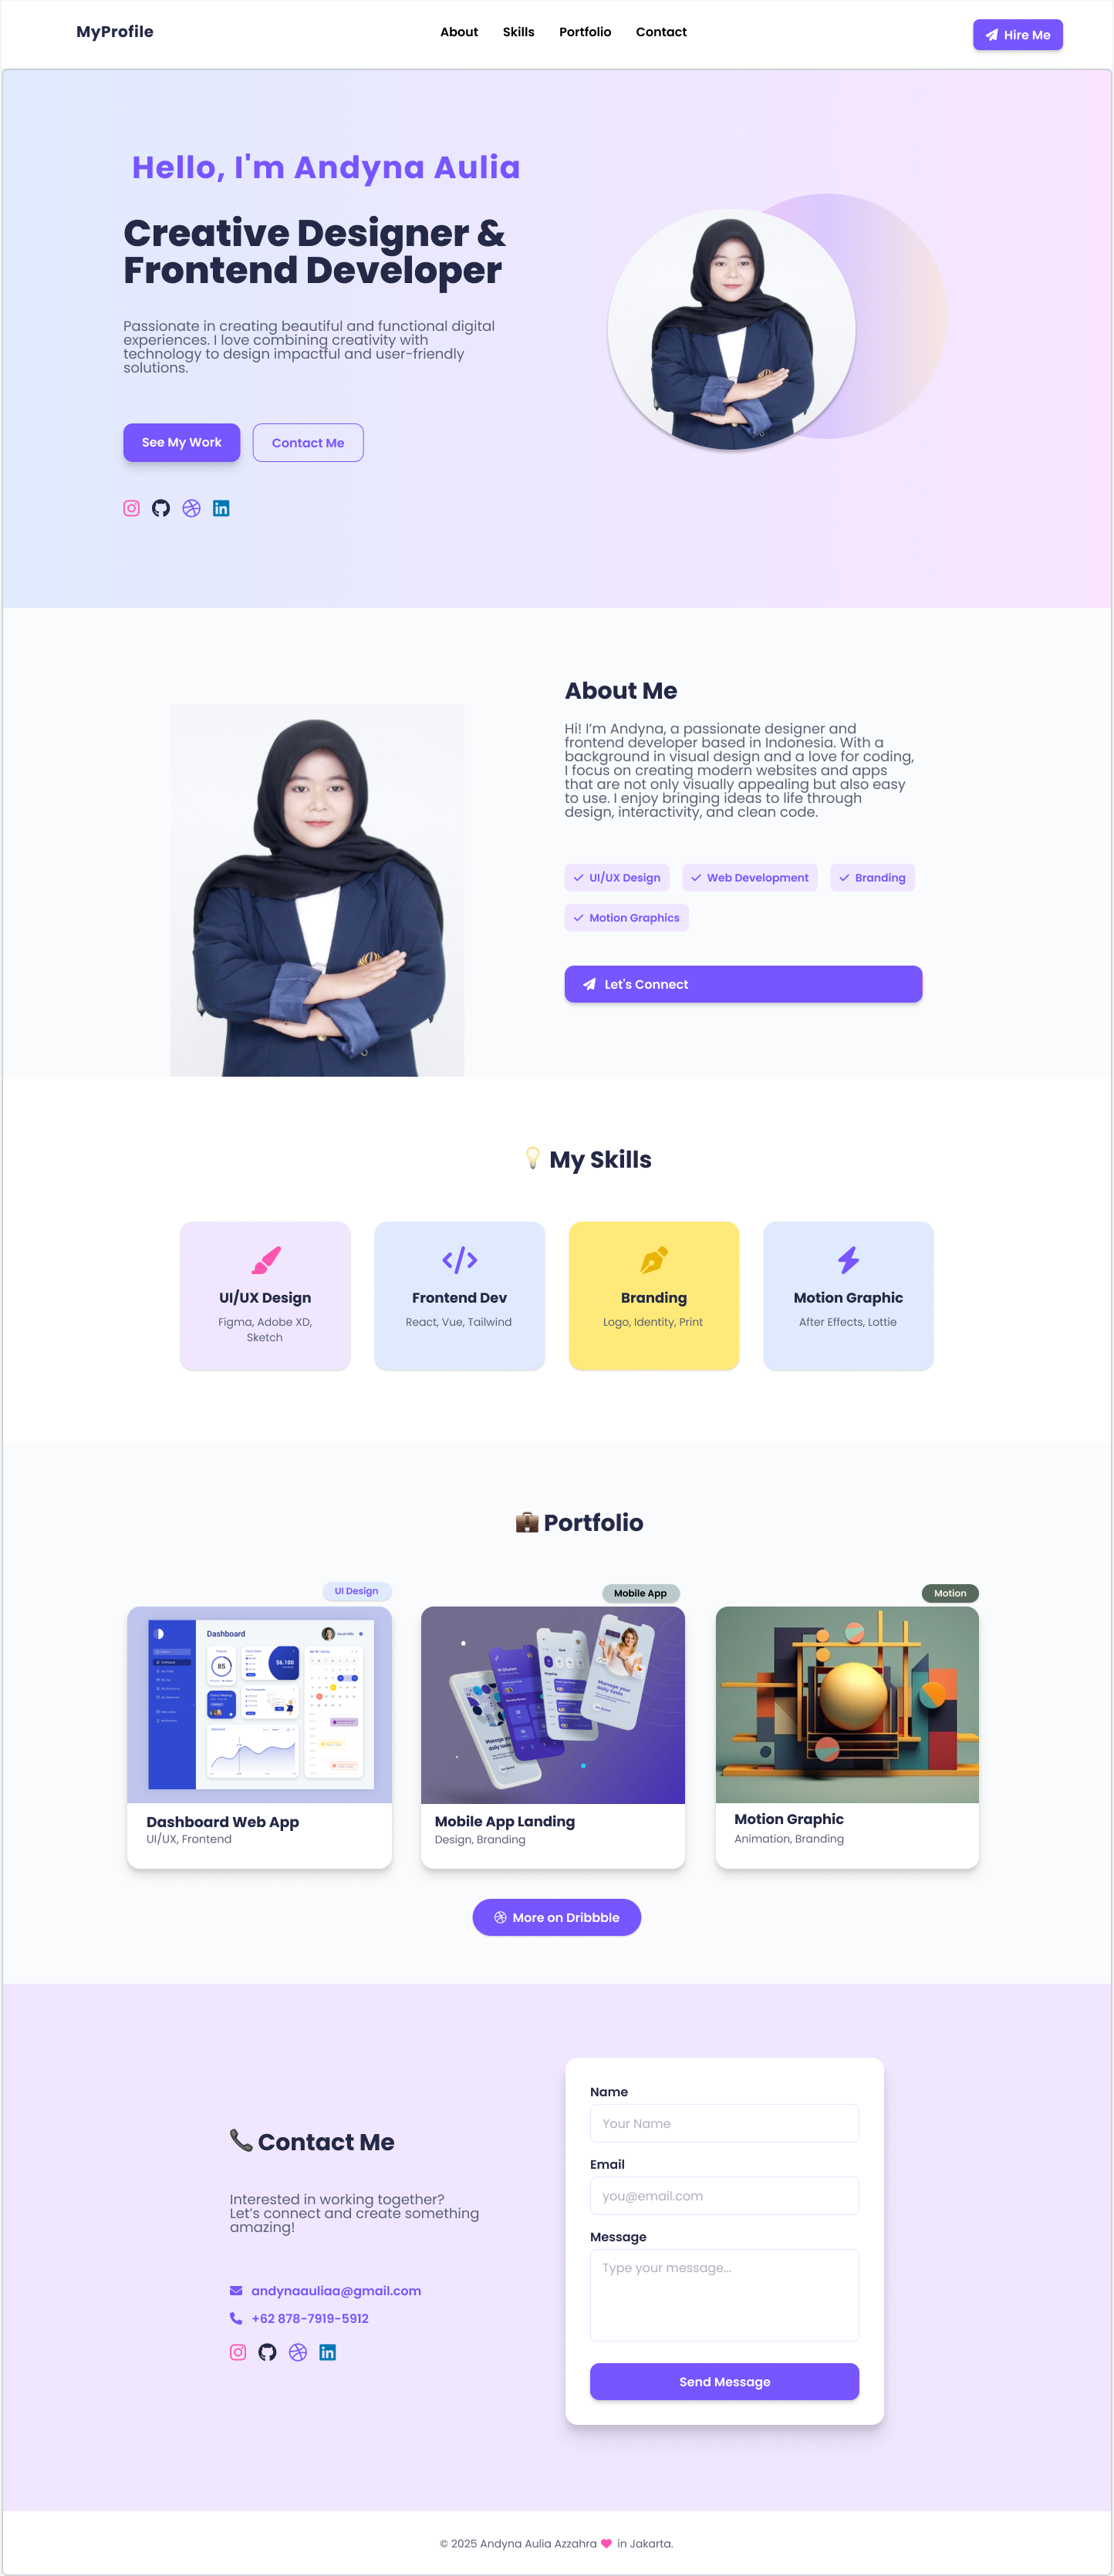 MyProfile
About
Skills
Portfolio
Contact
Hire Me
Hello, I'm Andyna Aulia
Creative Designer &
Frontend Developer
Passionate in creating beautiful and functional digital
experiences. I love combining creativity with
technology to design impactful and user-friendly
solutions.
See My Work
Contact Me
About Me
Hi! I'm Andyna, a passionate designer and
frontend developer based in Indonesia. With a
background in visual design and a love for coding,
I focus on creating modern websites and apps
that are not only visually appealing but also easy
to use. I enjoy bringing ideas to life through
design, interactivity, and clean code.
UI/UX Design
Web Development
Branding
Motion Graphics
Let's Connect
My Skills
UI/UX Design
Figma, Adobe XD,
Sketch
Frontend Dev
React, Vue, Tailwind
Branding
Logo, Identity, Print
Motion Graphic
After Effects, Lottie
Portfolio
UI Design
Dashboard
85
$6.100
Dashboard Web App
UI/UX, Frontend
Mobile App
Manage your
daily tasks
Mobile App Landing
Design, Branding
Motion
Motion Graphic
Animation, Branding
More on Dribbble
Contact Me
Interested in working together?
Let's connect and create something
amazing!
andynaauliaa@gmail.com
+62 878-7919-5912
Name
Your Name
Email
you@email.com
Message
Type your message...
Send Message
© 2025 Andyna Aulia Azzahra in Jakarta.